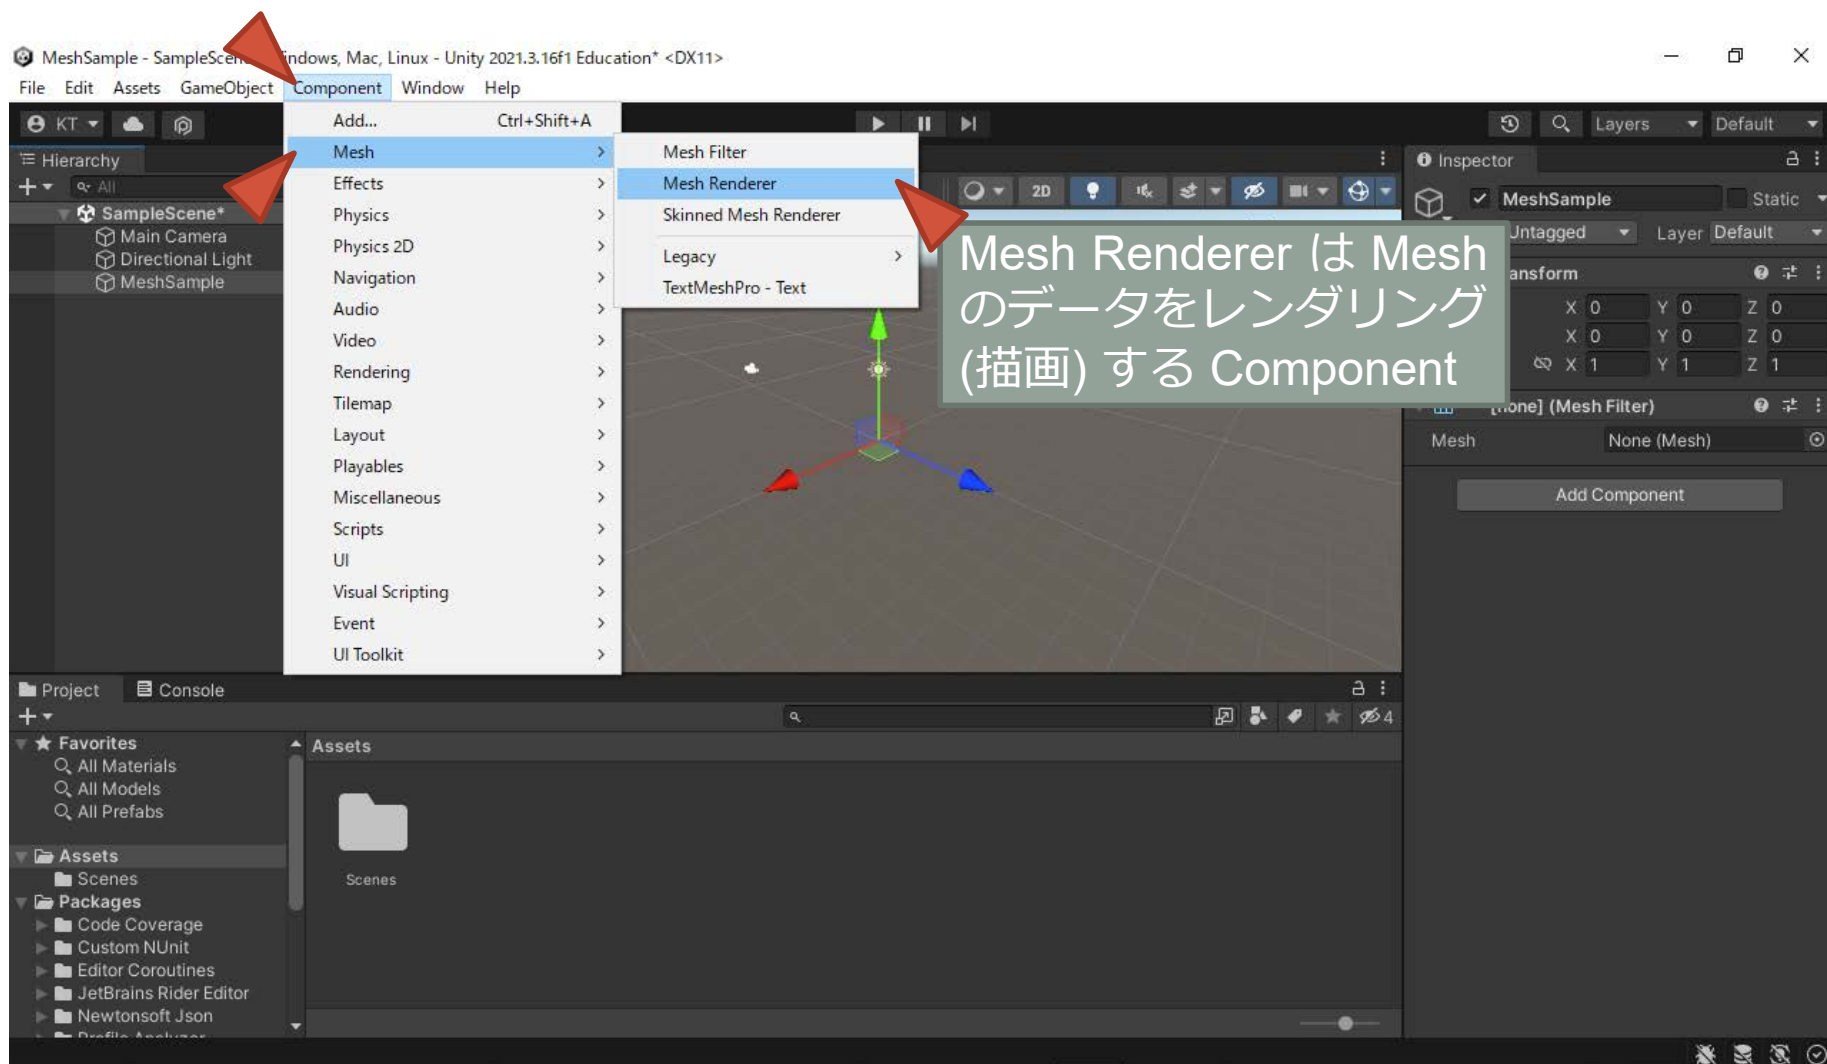 MeshSample - SampleScene
indows, Mac, Linux - Unity 2021.3.16f1 Education* <DX11>
File Edit Assets GameObject Component Window Help
KT
Layers
Default
Add... Ctrl+Shift+A
Mesh
Effects
Physics
Physics 2D
Navigation
Audio
Video
Rendering
Tilemap
Layout
Playables
Miscellaneous
Scripts
UI
Visual Scripting
Event
UI Toolkit
Mesh Filter
Mesh Renderer
Skinned Mesh Renderer
Legacy
TextMeshPro - Text
Mesh Renderer は Mesh
のデータをレンダリング
(描画) する Component
Hierarchy
All
SampleScene*
Main Camera
Directional Light
MeshSample
2D
Inspector
MeshSample Static
Untagged Layer Default
ansform
X 0 Y 0 Z 0
X 0 Y 0 Z 0
X 1 Y 1 Z 1
(Mesh Filter)
Mesh None (Mesh)
Add Component
Project Console
4
Favorites
All Materials
All Models
All Prefabs
Assets
Scenes
Packages
Code Coverage
Custom NUnit
Editor Coroutines
JetBrains Rider Editor
Newtonsoft Json
Assets
Scenes